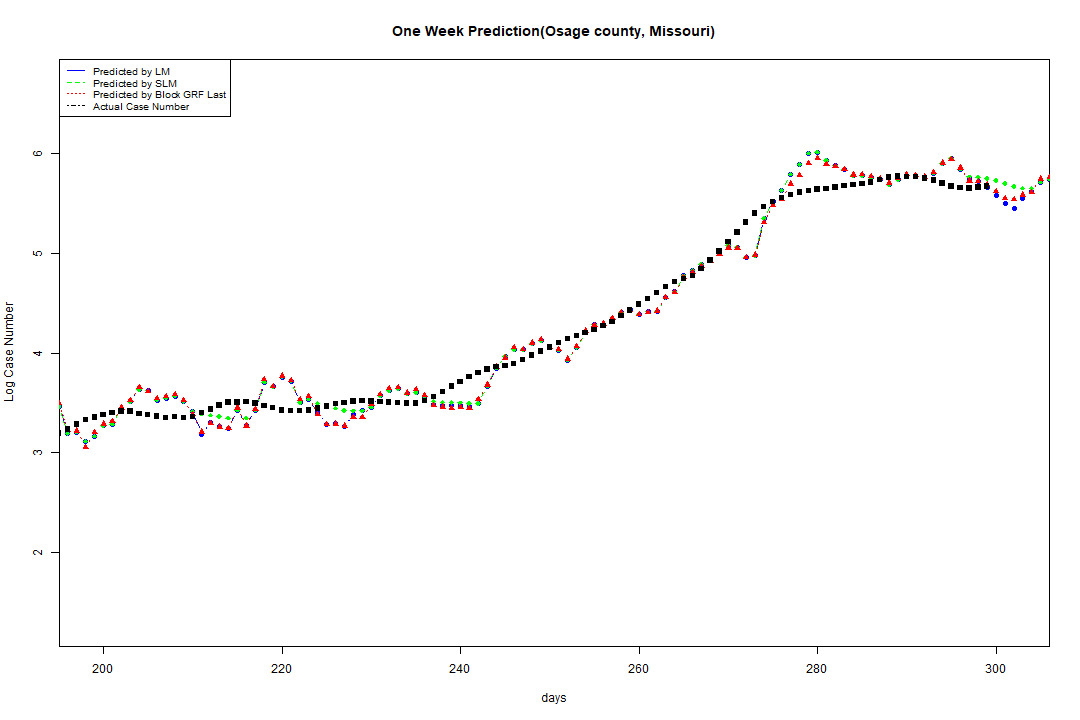 One Week Prediction(Osage county, Missouri)
Predicted by LM
Predicted by SLM
Predicted by Block GRF Last
Actual Case Number
6
5
4
3
2
Log Case Number
200 220 240 260 280 300
days